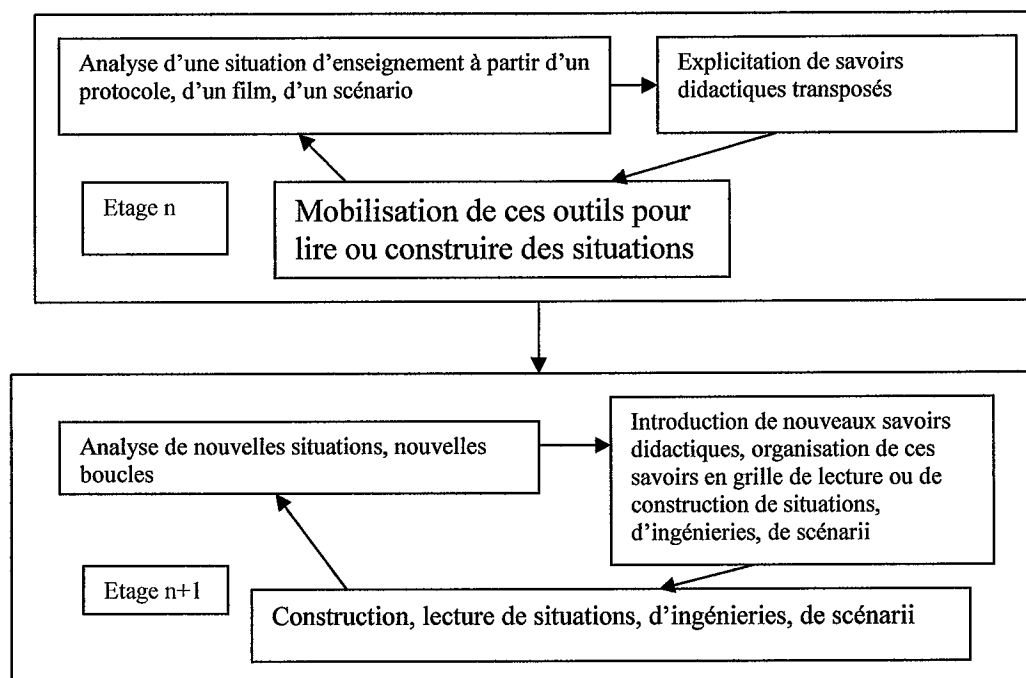 Analyse d'une situation d'enseignement à partir d'un
protocole, d'un film, d'un scénario
Explicitation de savoirs
didactiques transposés
Etage n
Mobilisation de ces outils pour
lire ou construire des situations
Analyse de nouvelles situations, nouvelles
boucles
Introduction de nouveaux savoirs
didactiques, organisation de ces
savoirs en grille de lecture ou de
construction de situations,
d'ingénieries, de scénarii
Etage n+1
Construction, lecture de situations, d'ingénieries, de scénarii